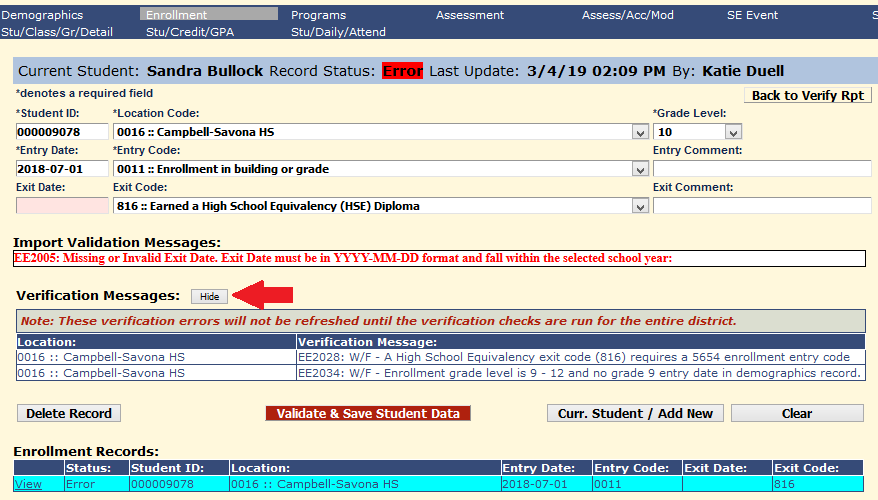 Demographics Enrollment Programs Assessment Assess/Acc/Mod SE Event S
Stu/Class/Gr/Detail Stu/Credit/GPA Stu/Daily/Attend
Current Student: Sandra Bullock Record Status: Error Last Update: 3/4/19 02:09 PM By: Katie Duell
*denotes a required field
Back to Verify Rpt
*Student ID: *Location Code: *Grade Level:
000009078 0016 :: Campbell-Savona HS 10
*Entry Date: *Entry Code: Entry Comment:
2018-07-01 0011 :: Enrollment in building or grade
Exit Date: Exit Code: Exit Comment:
816 :: Earned a High School Equivalency (HSE) Diploma
Import Validation Messages:
EE2005: Missing or Invalid Exit Date. Exit Date must be in YYYY-MM-DD format and fall within the selected school year:
Verification Messages: Hide
Note: These verification errors will not be refreshed until the verification checks are run for the entire district.
Location: Verification Message:
0016 :: Campbell-Savona HS EE2028: W/F - A High School Equivalency exit code (816) requires a 5654 enrollment entry code
0016 :: Campbell-Savona HS EE2034: W/F - Enrollment grade level is 9 - 12 and no grade 9 entry date in demographics record.
Delete Record Validate & Save Student Data Curr. Student / Add New Clear
Enrollment Records:
Status: Student ID: Location: Entry Date: Entry Code: Exit Date: Exit Code:
View Error 000009078 0016 :: Campbell-Savona HS 2018-07-01 0011 816